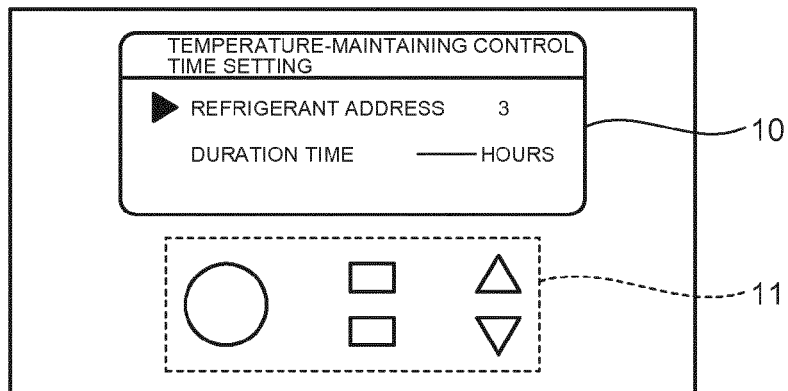 TEMPERATURE-MAINTAINING CONTROL
TIME SETTING
REFRIGERANT ADDRESS 3
DURATION TIME —— HOURS
10
11